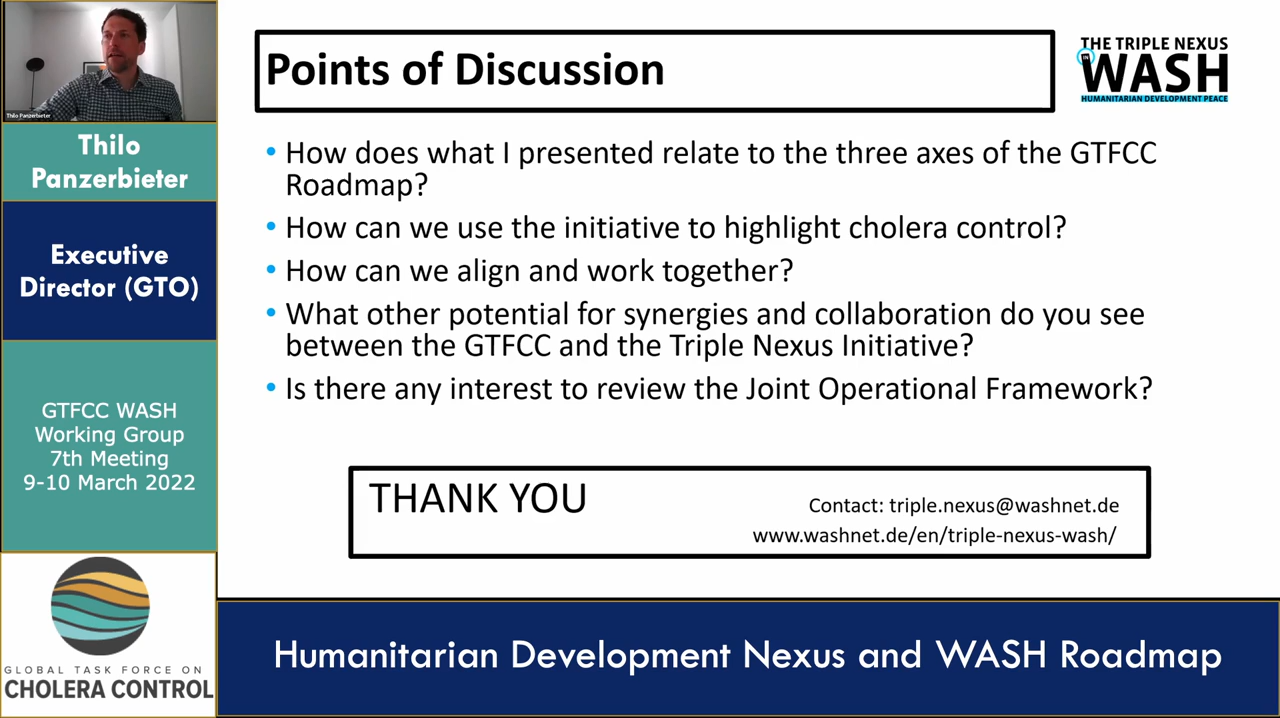 Thilo Panzerbieter
Thilo
Panzerbieter
Executive
Director (GTO)
GTFCC WASH
Working Group
7th Meeting
9-10 March 2022
GLOBAL TASK FORCE ON
CHOLERA CONTROL
Points of Discussion
THE TRIPLE NEXUS
IN
WASH
HUMANITARIAN DEVELOPMENT PEACE
• How does what I presented relate to the three axes of the GTFCC
Roadmap?
• How can we use the initiative to highlight cholera control?
• How can we align and work together?
• What other potential for synergies and collaboration do you see
between the GTFCC and the Triple Nexus Initiative?
• Is there any interest to review the Joint Operational Framework?
THANK YOU
Contact: triple.nexus@washnet.de
www.washnet.de/en/triple-nexus-wash/
Humanitarian Development Nexus and WASH Roadmap